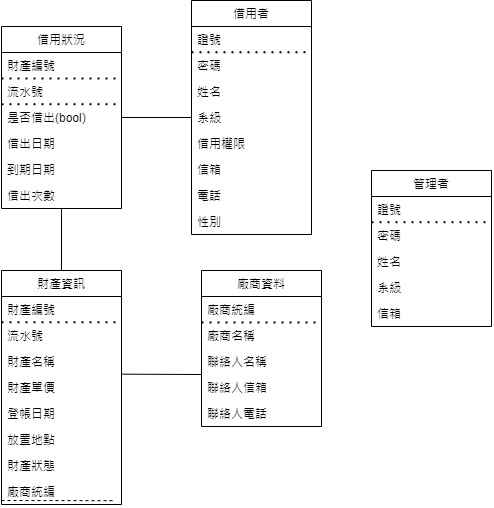 借用狀況
財產編號
流水號
是否借出(bool)
借出日期
到期日期
借出次數
借用者
證號
密碼
姓名
系級
借用權限
信箱
電話
性別
管理者
證號
密碼
姓名
系級
信箱
財產資訊
財產編號
流水號
財產名稱
財產單價
登帳日期
放置地點
財產狀態
廠商統編
廠商資料
廠商統編
廠商名稱
聯絡人名稱
聯絡人信箱
聯絡人電話